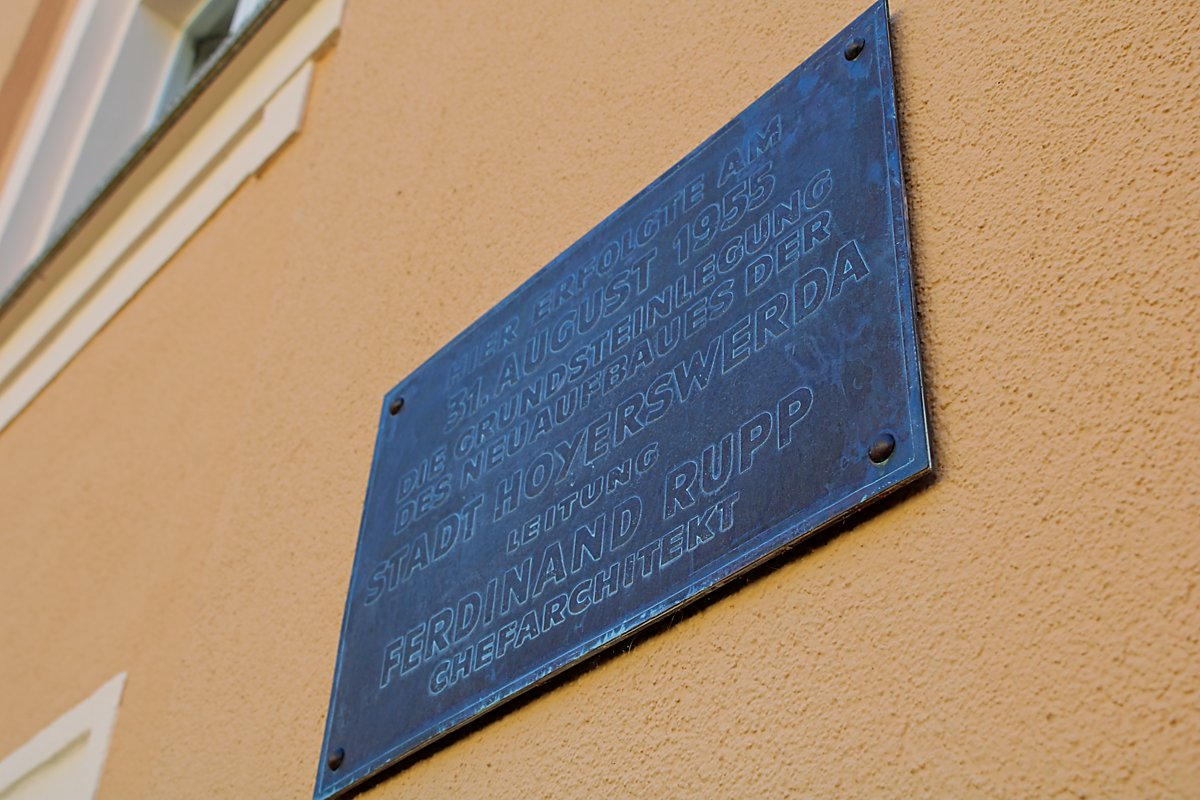 HIER ERFOLGTE AM
31. AUGUST 1955
DIE GRUNDSTEINLEGUNG
DES NEUAUFBAUES DER
STADT HOYERSWERDA
LEITUNG
FERDINAND RUPP
CHEFARCHITEKT